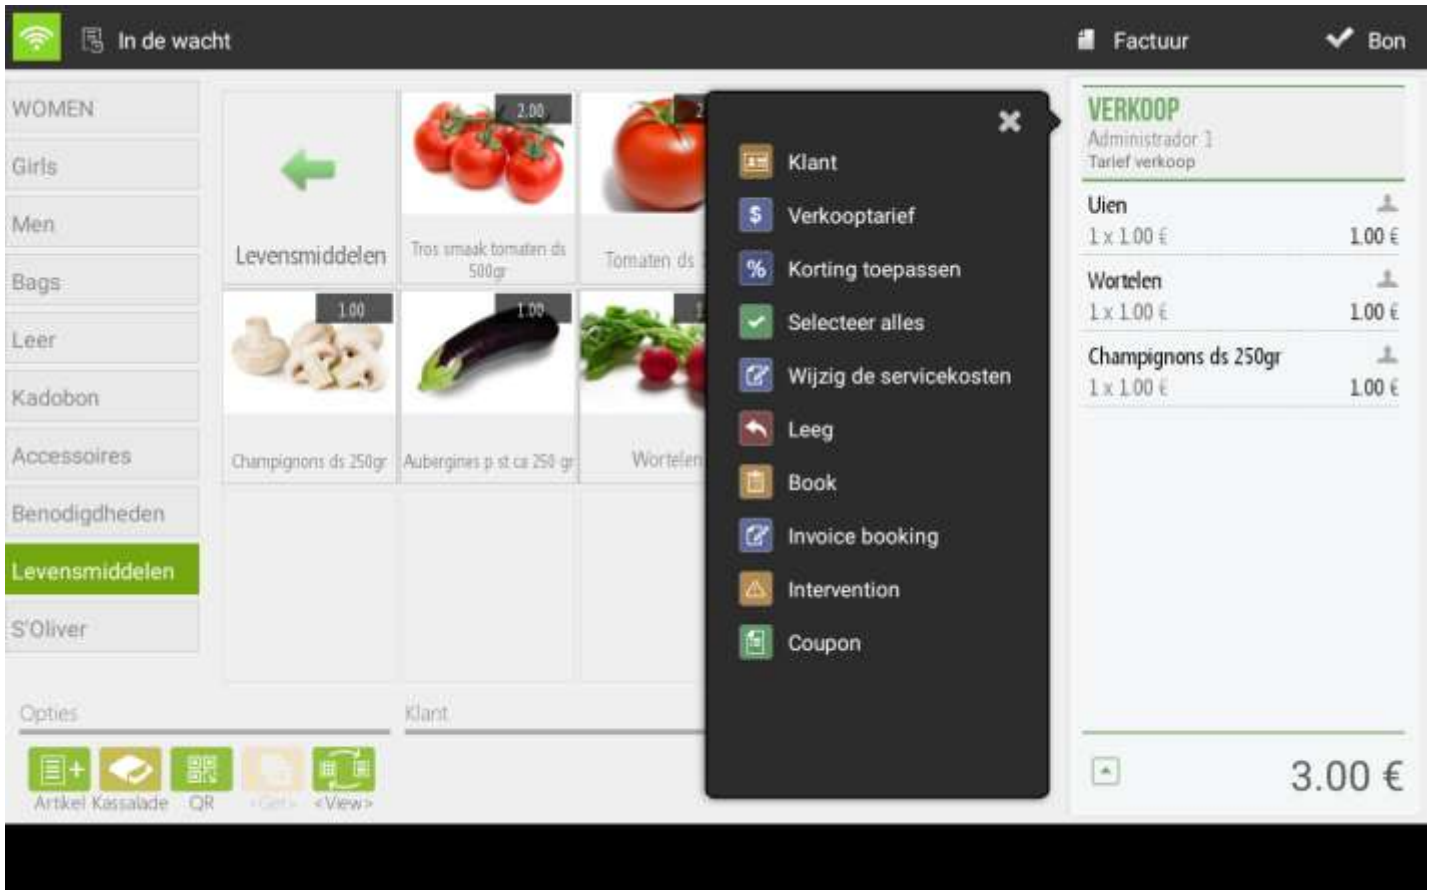 In de wacht
Factuur
Bon
WOMEN
Girls
Men
Bags
Leer
Kadobon
Accessoires
Benodigdheden
Levensmiddelen
S'Oliver
Levensmiddelen
2.00
Tros smaak tomaten ds
500gr
Tomaten ds
1.00
Champignons ds 250gr
1.00
Aubergines p st ca 250 gr
Wortelen
Klant
Verkooptarief
Korting toepassen
Selecteer alles
Wijzig de servicekosten
Leeg
Book
Invoice booking
Intervention
Coupon
VERKOOP
Administrador 1
Tarief verkoop
Uien
1 x 1.00 € 1.00 €
Wortelen
1 x 1.00 € 1.00 €
Champignons ds 250gr
1 x 1.00 € 1.00 €
3.00 €
Opties
Klant
Artikel Kassalade QR <Get> <View>